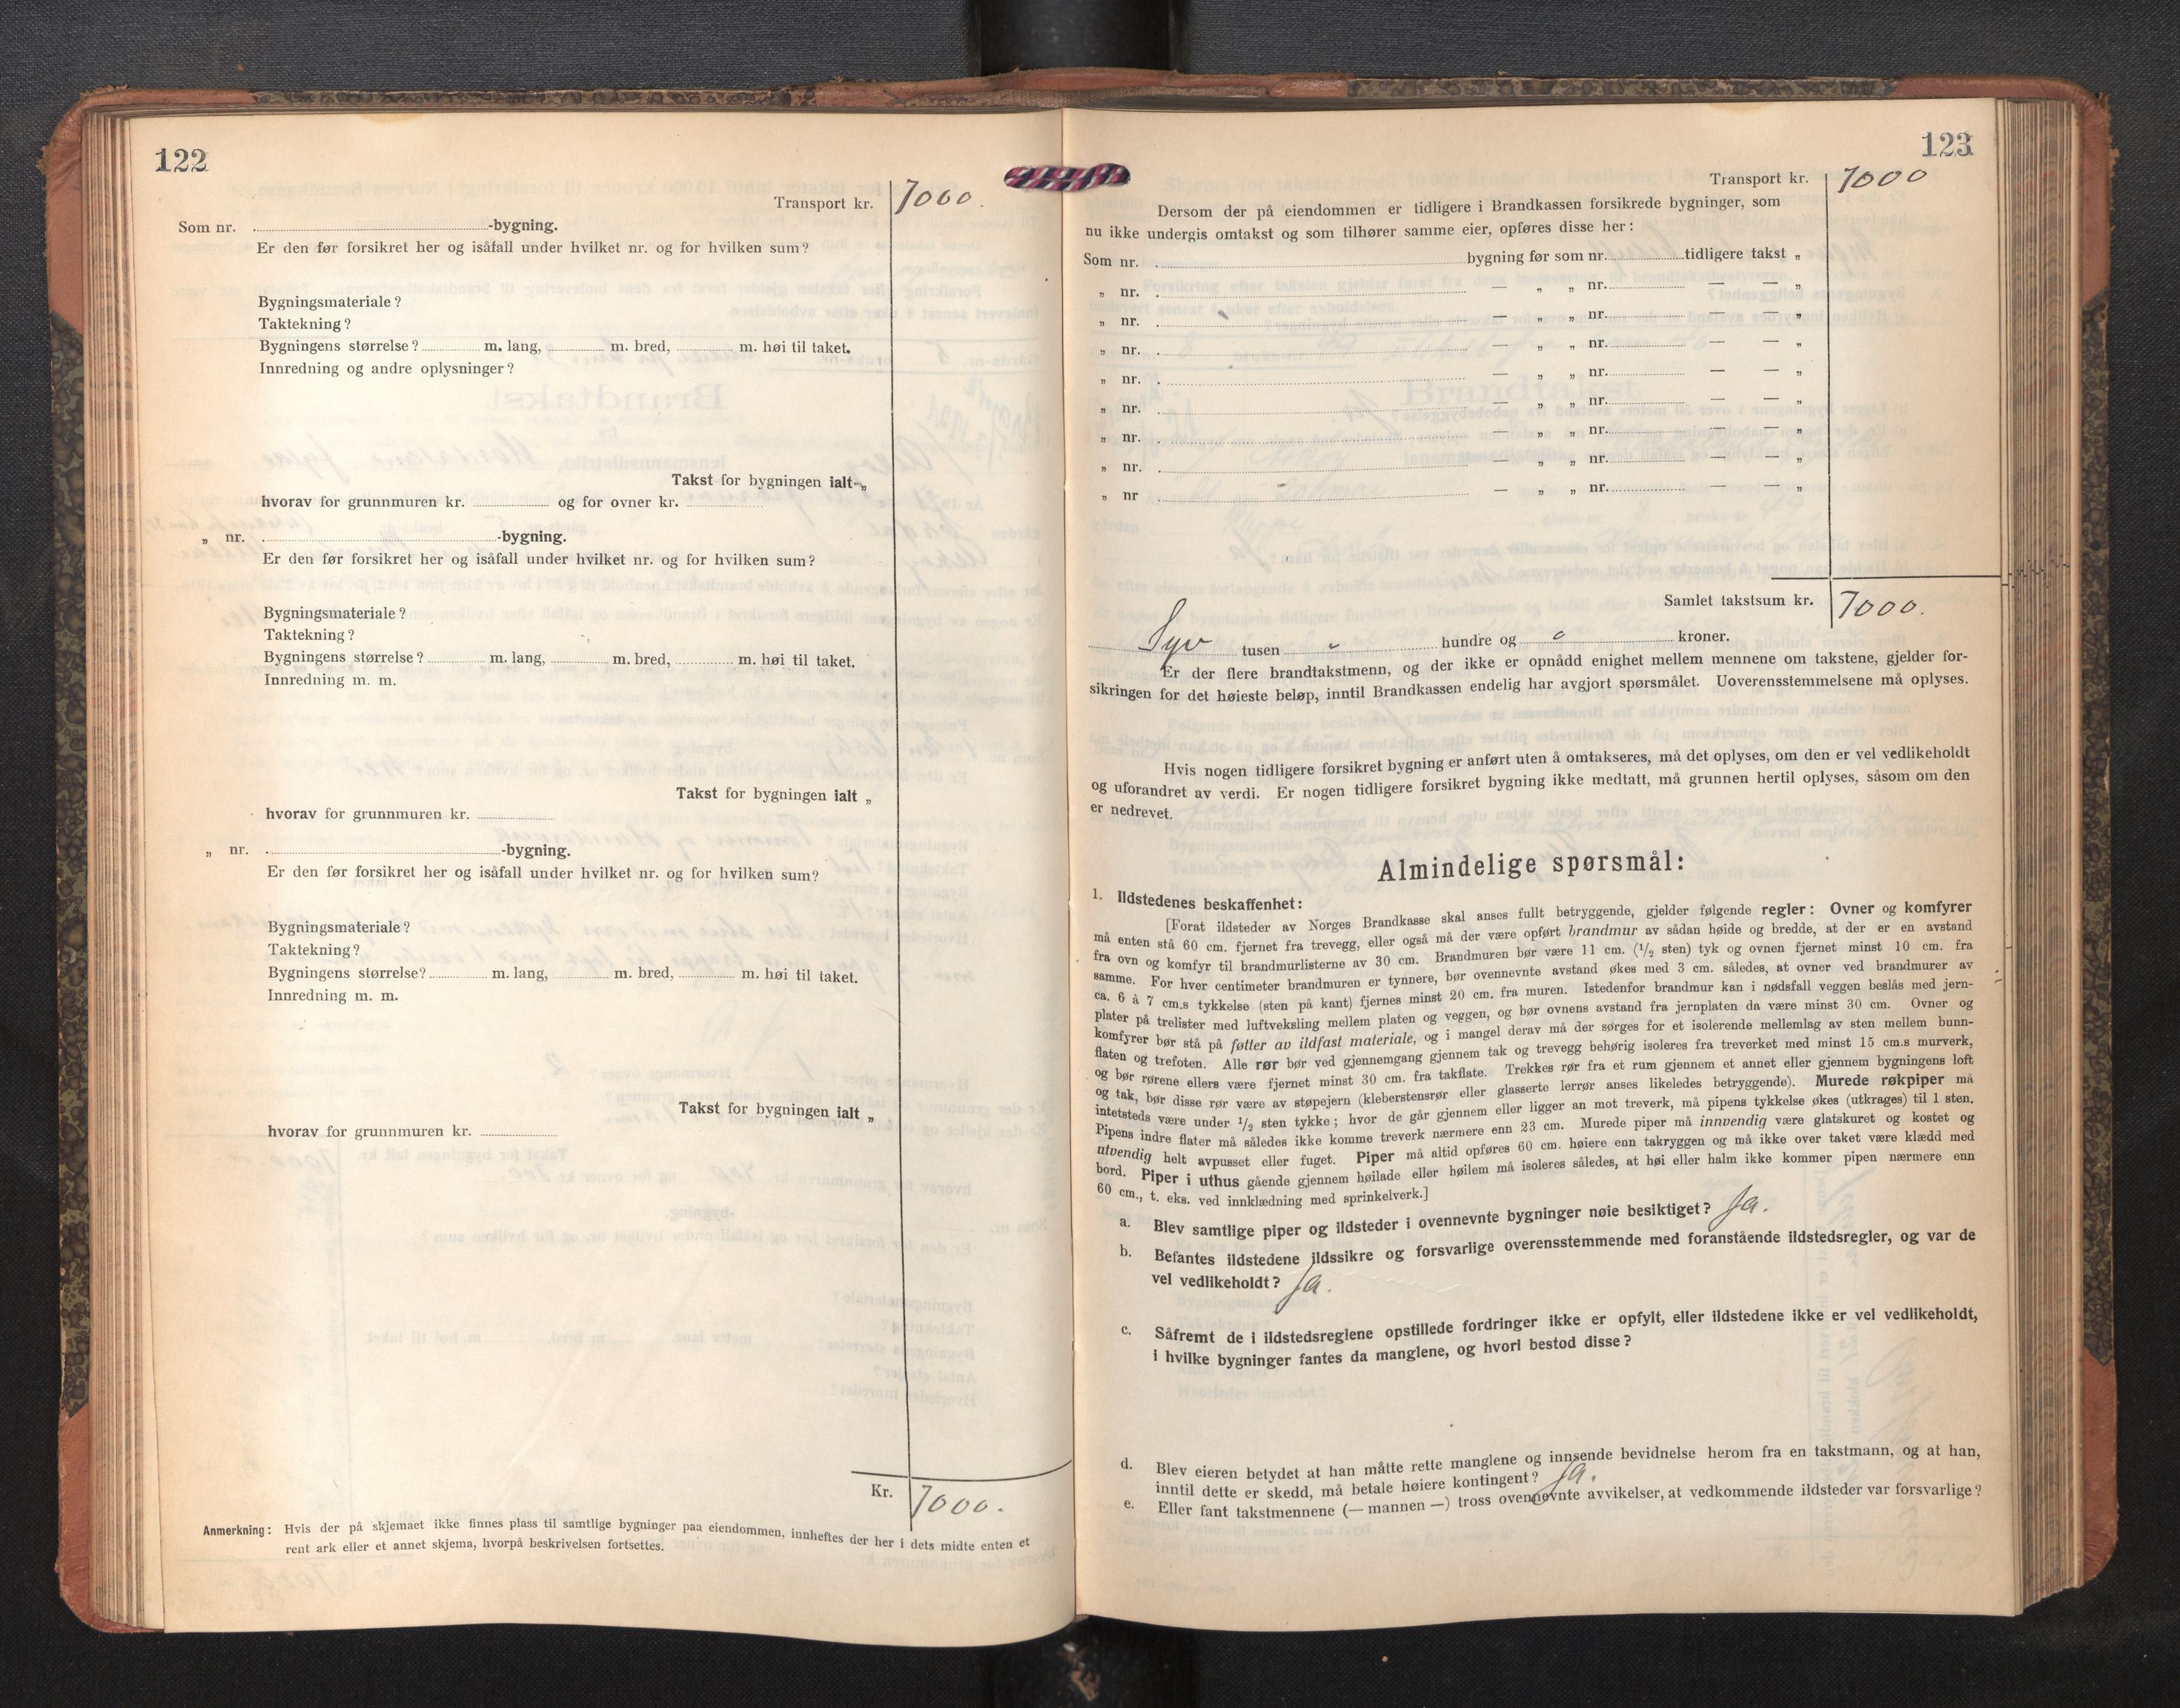 122
Transport kr. 7000.
Som nr. -bygning.
Er den før forsikret her og isåfall under hvilket nr. og for hvilken sum?
Bygningsmateriale?
Taktekning?
Bygningens størrelse? m. lang, m. bred, m. høi til taket.
Innredning og andre oplysninger?
Takst for bygningen ialt „
hvorav for grunnmuren kr. og for ovner kr.
„ nr. -bygning.
Er den før forsikret her og isåfall under hvilket nr. og for hvilken sum?
Bygningsmateriale?
Taktekning?
Bygningens størrelse? m. lang, m. bred, m. høi til taket.
Innredning m. m.
Takst for bygningen ialt „
hvorav for grunnmuren kr.
„ nr. -bygning.
Er den før forsikret her og isåfall under hvilket nr. og for hvilken sum?
Bygningsmateriale?
Taktekning?
Bygningens størrelse? m. lang, m. bred, m. høi til taket.
Innredning m. m.
Takst for bygningen ialt „
hvorav for grunnmuren kr.
Kr. 7000.
Anmerkning: Hvis der på skjemaet ikke finnes plass til samtlige bygninger paa eiendommen, innheftes der her i dets midte enten et
rent ark eller et annet skjema, hvorpå beskrivelsen fortsettes.
123
Transport kr. 7000
Dersom der på eiendommen er tidligere i Brandkassen forsikrede bygninger, som
nu ikke undergis omtakst og som tilhører samme eier, opføres disse her:
Som nr. bygning før som nr. tidligere takst „
„ nr. — „ „ nr. — — „
„ nr. — „ „ nr. — — „
„ nr. — „ „ nr. — — „
„ nr. — „ „ nr. — — „
„ nr. — „ „ nr. — — „
„ nr. — „ „ nr. — — „
„ nr. — „ „ nr. — — „
„ nr — „ „ nr. — — „
Samlet takstsum kr. 7000.
Syv tusen " hundre og " kroner.
Er der flere brandtakstmenn, og der ikke er opnådd enighet mellem mennene om takstene, gjelder for-
sikringen for det høieste beløp, inntil Brandkassen endelig har avgjort spørsmålet. Uoverensstemmelsene må oplyses.
Hvis nogen tidligere forsikret bygning er anført uten å omtakseres, må det oplyses, om den er vel vedlikeholdt
og uforandret av verdi. Er nogen tidligere forsikret bygning ikke medtatt, må grunnen hertil oplyses, såsom om den
er nedrevet.
Almindelige spørsmål:
1. Ildstedenes beskaffenhet:
[Forat ildsteder av Norges Brandkasse skal anses fullt betryggende, gjelder følgende regler: Ovner og komfyrer
må enten stå 60 cm. fjernet fra trevegg, eller også må der være opført brandmur av sådan høide og bredde, at der er en avstand
fra ovn og komfyr til brandmurlisterne av 30 cm. Brandmuren bør være 11 cm. (1/2 sten) tyk og ovnen fjernet minst 10 cm. fra
samme. For hver centimeter brandmuren er tynnere, bør ovennevnte avstand økes med 3 cm. således, at ovner ved brandmurer av
ca. 6 à 7 cm.s tykkelse (sten på kant) fjernes minst 20 cm. fra muren. Istedenfor brandmur kan i nødsfall veggen beslås med jern-
plater på trelister med luftveksling mellem platen og veggen, og bør ovnens avstand fra jernplaten da være minst 30 cm. Ovner og
komfyrer bør stå på føtter av ildfast materiale, og i mangel derav må der sørges for et isolerende mellemlag av sten mellem bunn-
flaten og trefoten. Alle rør bør ved gjennemgang gjennem tak og trevegg behørig isoleres fra treverket med minst 15 cm.s murverk,
og bør rørene ellers være fjernet minst 30 cm. fra takflate. Trekkes rør fra et rum gjennem et annet eller gjennem bygningens loft
og tak, bør disse rør være av støpejern (kleberstensrør eller glasserte lerrør anses likeledes betryggende). Murede røkpiper må
intetsteds være under 1/2 sten tykke; hvor de går gjennem eller ligger an mot treverk, må pipens tykkelse økes (utkrages) til 1 sten.
Pipens indre flater må således ikke komme treverk nærmere enn 23 cm. Murede piper må innvendig være glatskuret og kostet og
utvendig helt avpusset eller fuget. Piper må altid opføres 60 cm. høiere enn takryggen og må ikke over taket være klædd med
bord. Piper i uthus gående gjennem høilade eller høilem må isoleres således, at høi eller halm ikke kommer pipen nærmere enn
60 cm., t. eks. ved innklædning med sprinkelverk.]
a. Blev samtlige piper og ildsteder i ovennevnte bygninger nøie besiktiget? Ja.
b. Befantes ildstedene ildssikre og forsvarlige overensstemmende med foranstående ildstedsregler, og var de
vel vedlikeholdt? Ja.
c. Såfremt de i ildstedsreglene opstillede fordringer ikke er opfylt, eller ildstedene ikke er vel vedlikeholdt,
i hvilke bygninger fantes da manglene, og hvori bestod disse?
d. Blev eieren betydet at han måtte rette manglene og innsende bevidnelse herom fra en takstmann, og at han,
inntil dette er skedd, må betale høiere kontingent? Ja.
e. Eller fant takstmennene (— mannen —) tross ovennevnte avvikelser, at vedkommende ildsteder var forsvarlige?